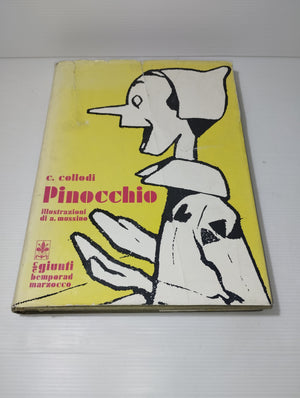 c. collodi
Pinocchio
illustrazioni
di a. mussino
giunti
bemporad
marzocco